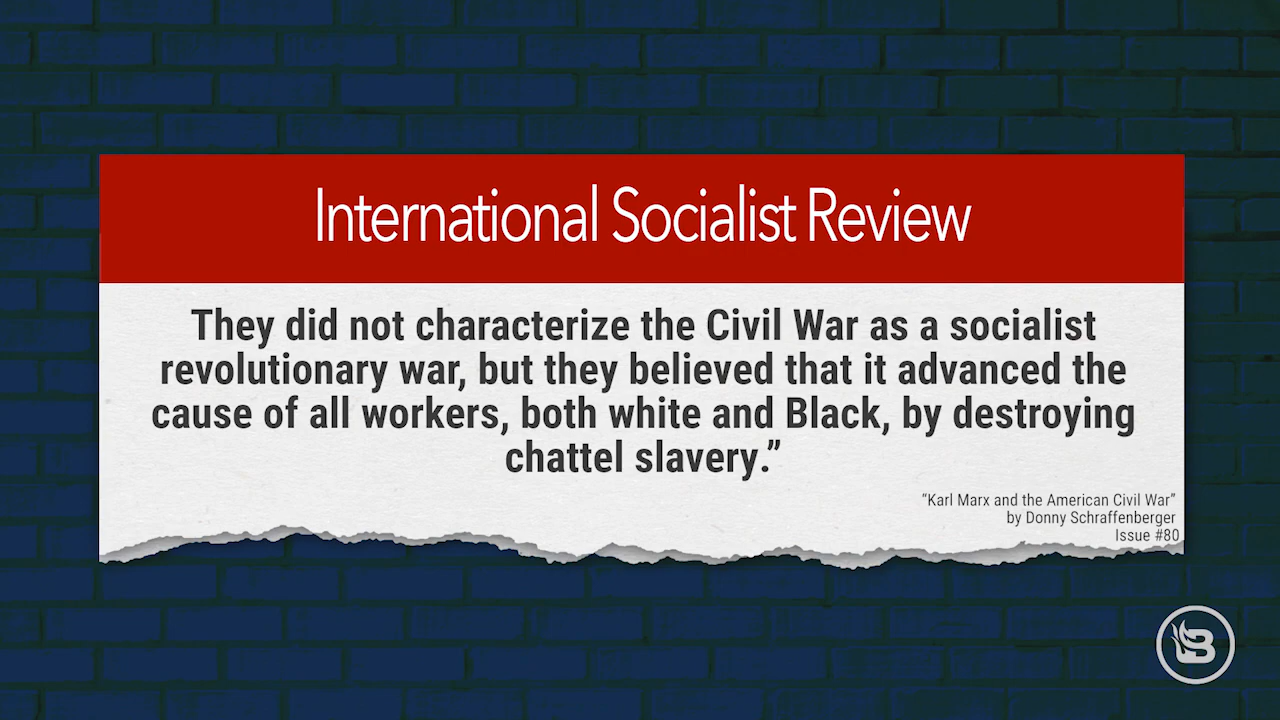 International Socialist Review
They did not characterize the Civil War as a socialist
revolutionary war, but they believed that it advanced the
cause of all workers, both white and Black, by destroying
chattel slavery.”
“Karl Marx and the American Civil War”
by Donny Schraffenberger
Issue #80
B